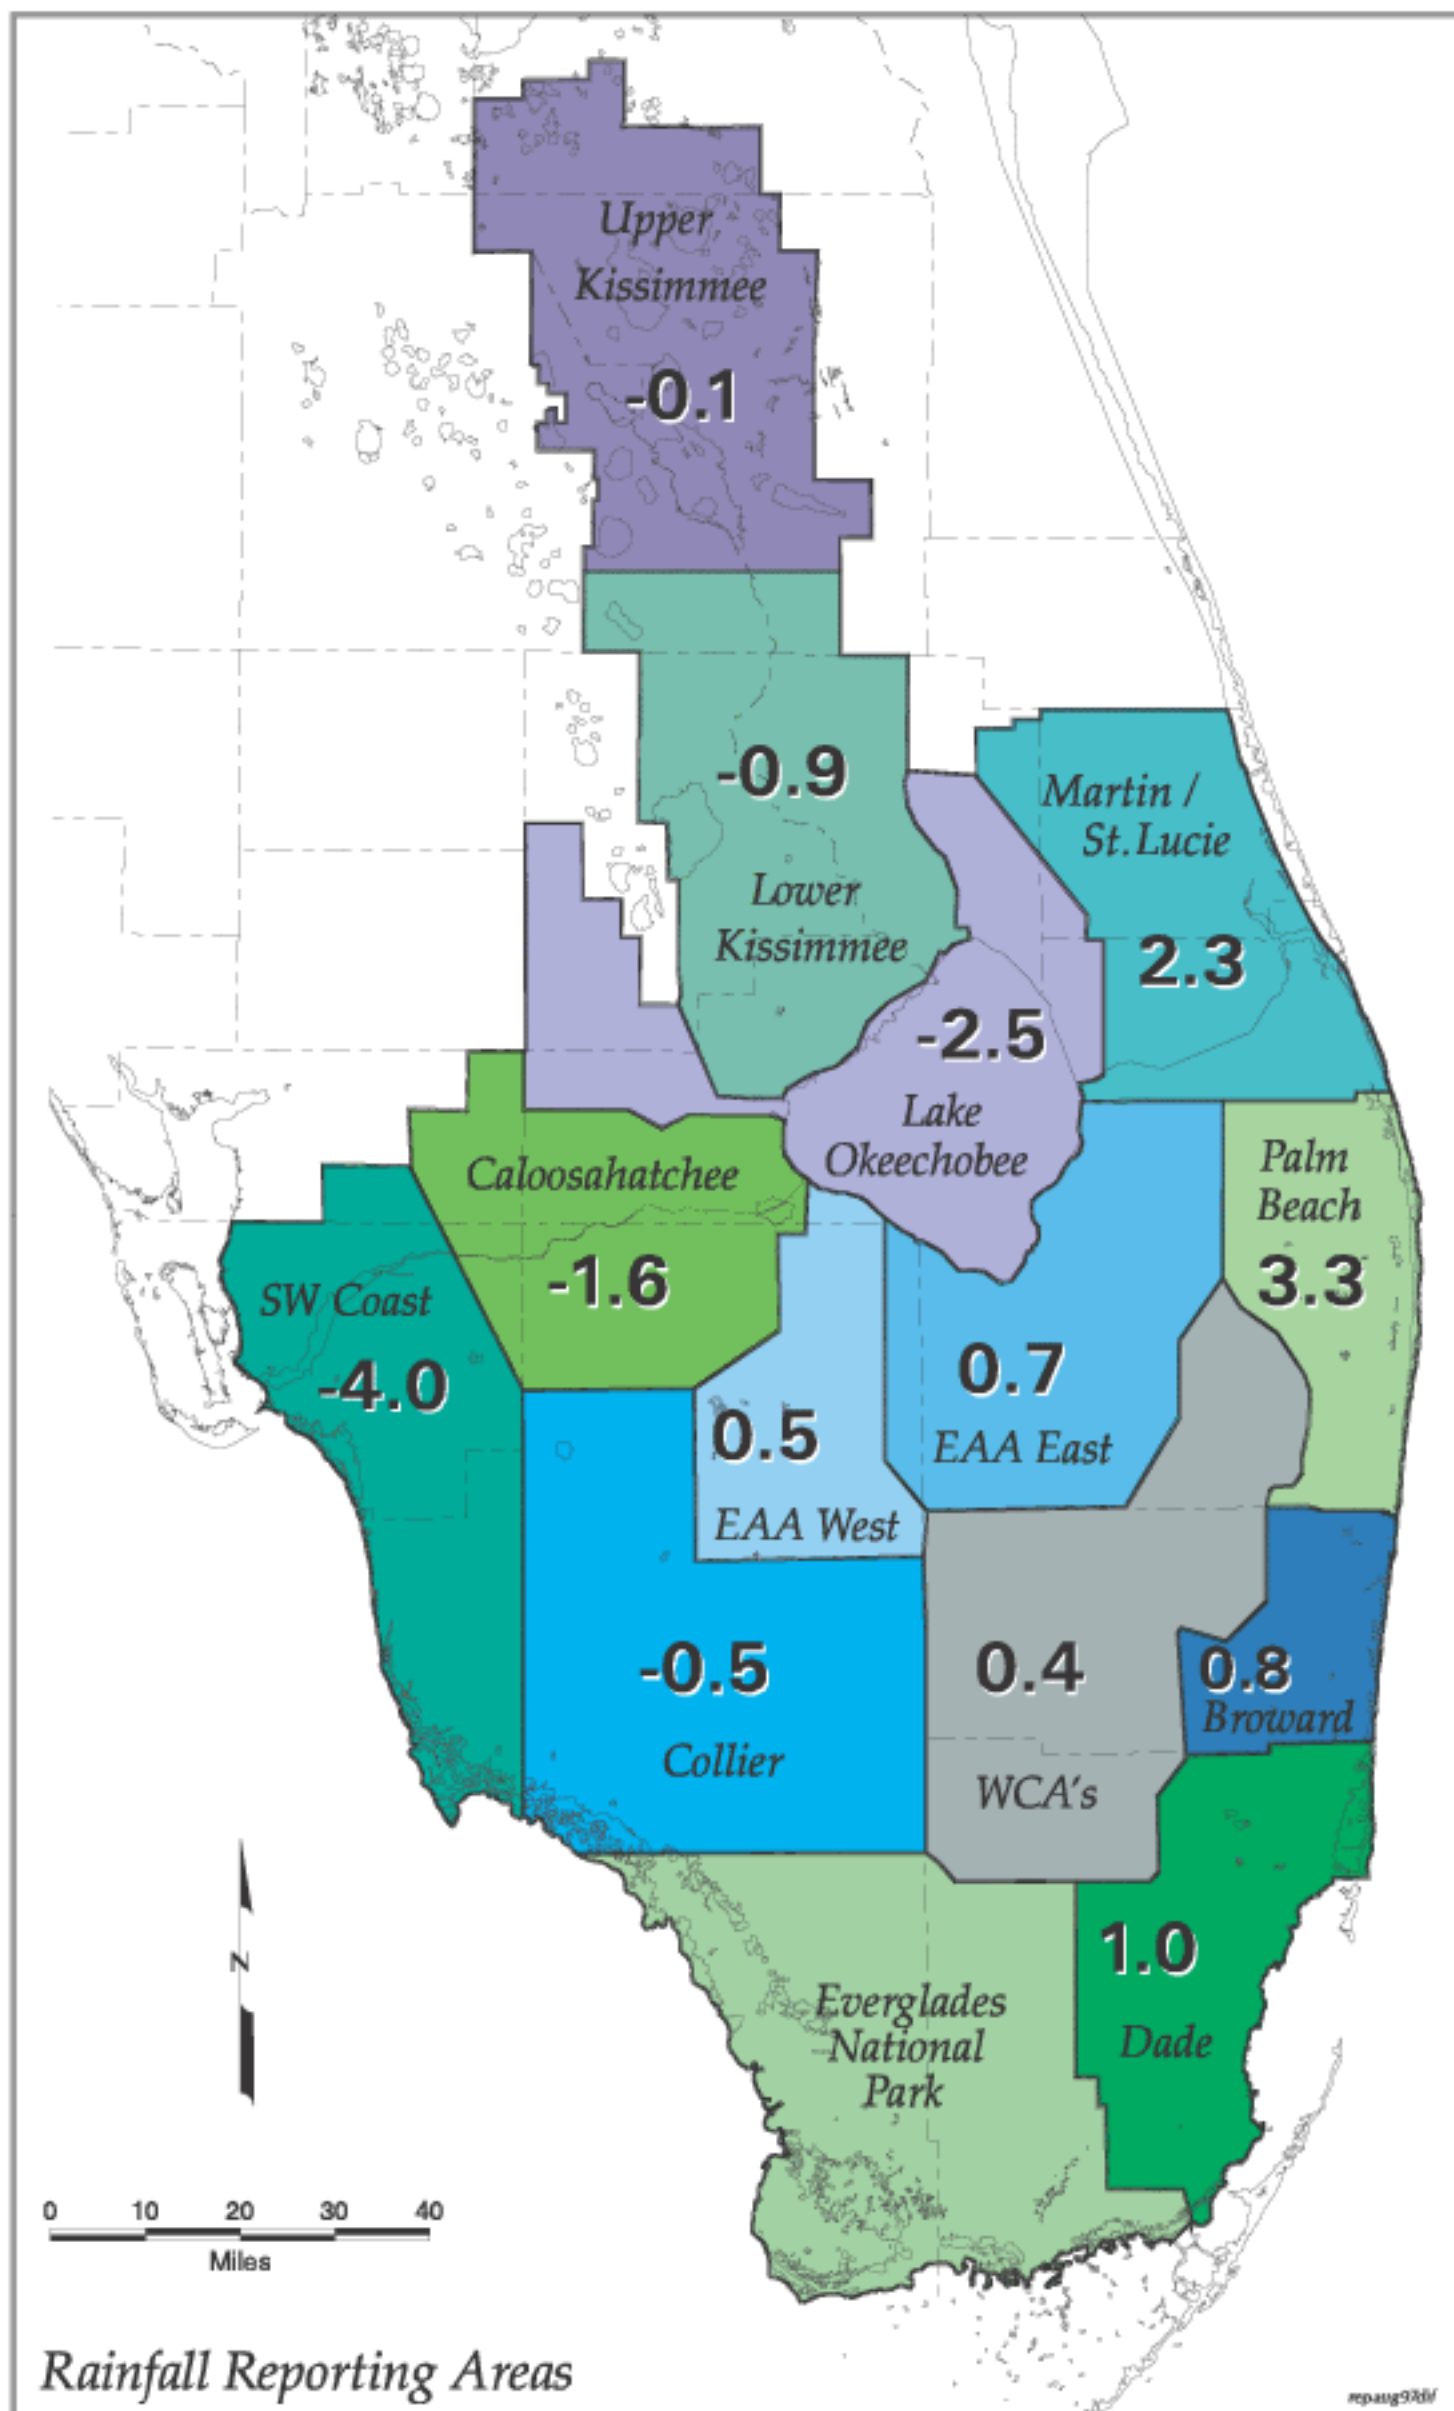 Upper
Kissimmee
-0.1
-0.9
Lower
Kissimmee
Martin /
St. Lucie
2.3
-2.5
Lake
Okeechobee
Caloosahatchee
-1.6
SW Coast
-4.0
Palm
Beach
3.3
0.7
EAA East
0.5
EAA West
-0.5
Collier
0.4
WCA's
0.8
Broward
1.0
Dade
Everglades
National
Park
N
0 10 20 30 40
Miles
Rainfall Reporting Areas
repaug97dif